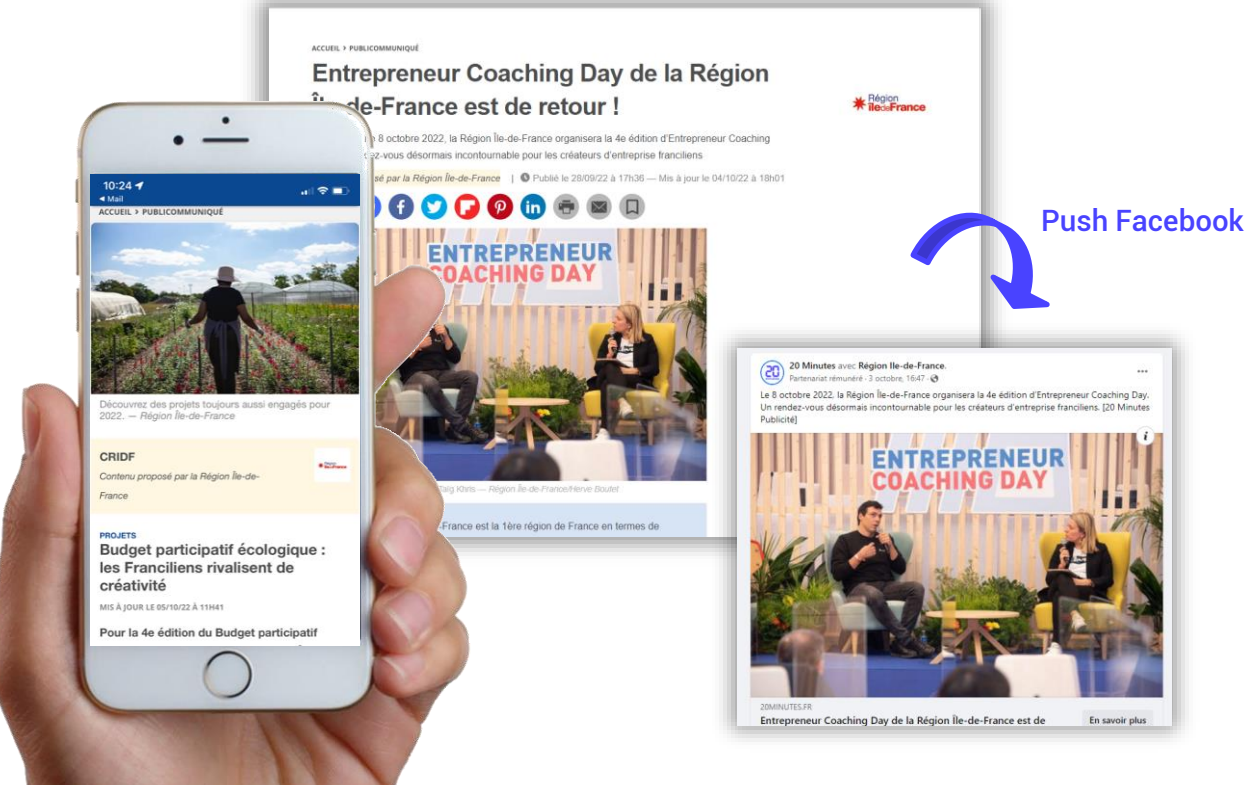 ACCUEIL > PUBLICOMMUNIQUÉ
Entrepreneur Coaching Day de la Région
de-France est de retour !
8 octobre 2022, la Région Île-de-France organisera la 4e édition d'Entrepreneur Coaching
désormais incontournable pour les créateurs d'entreprise franciliens
par la Région Île-de-France | Publié le 28/09/22 à 17h36 — Mis à jour le 04/10/22 à 18h01
Région
îledeFrance
ENTREPRENEUR
COACHING DAY
Région Île-de-France/Herve Boutet
-France est la 1ère région de France en termes de
10:24
Mail
ACCUEIL > PUBLICOMMUNIQUÉ
Découvrez des projets toujours aussi engagés pour
2022. — Région Île-de-France
CRIDF
Contenu proposé par la Région Île-de-
France
PROJETS
Budget participatif écologique :
les Franciliens rivalisent de
créativité
MIS À JOUR LE 05/10/22 À 11H41
Pour la 4e édition du Budget participatif
Push Facebook
20
20 Minutes avec Région Ile-de-France.
Partenariat rémunéré · 3 octobre, 16:47 ·
Le 8 octobre 2022, la Région Île-de-France organisera la 4e édition d'Entrepreneur Coaching Day.
Un rendez-vous désormais incontournable pour les créateurs d'entreprise franciliens. [20 Minutes
Publicité]
ENTREPRENEUR
COACHING DAY
20MINUTES.FR
Entrepreneur Coaching Day de la Région Île-de-France est de
En savoir plus